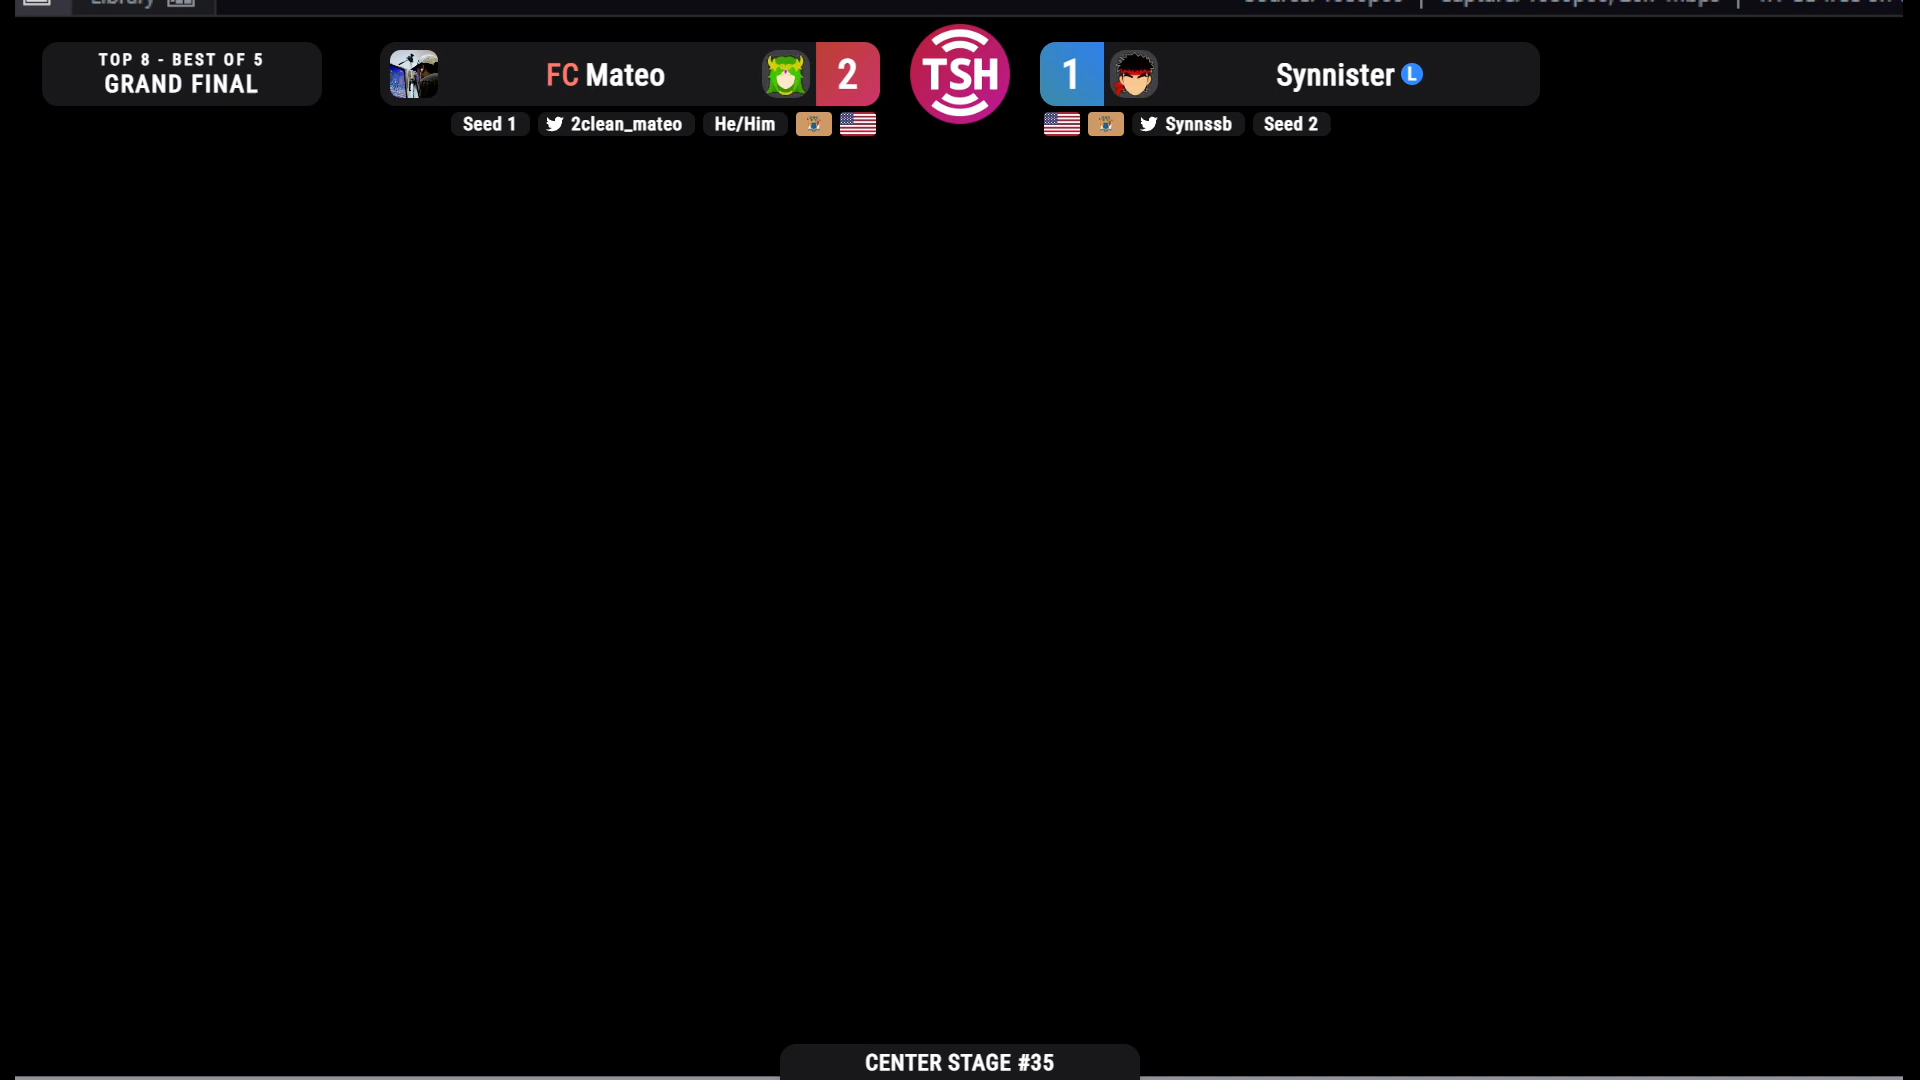 Library
TOP 8 - BEST OF 5
GRAND FINAL
FC Mateo
2
TSH
1
Synnister L
Seed 1
2clean_mateo
He/Him
Synnssb
Seed 2
CENTER STAGE #35